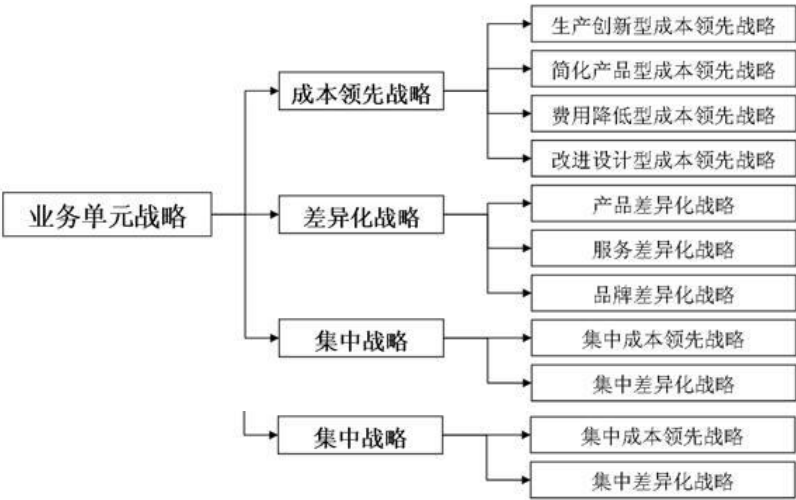 生产创新型成本领先战略
简化产品型成本领先战略
成本领先战略
费用降低型成本领先战略
改进设计型成本领先战略
业务单元战略
差异化战略
产品差异化战略
服务差异化战略
品牌差异化战略
集中战略
集中成本领先战略
集中差异化战略
集中战略
集中成本领先战略
集中差异化战略